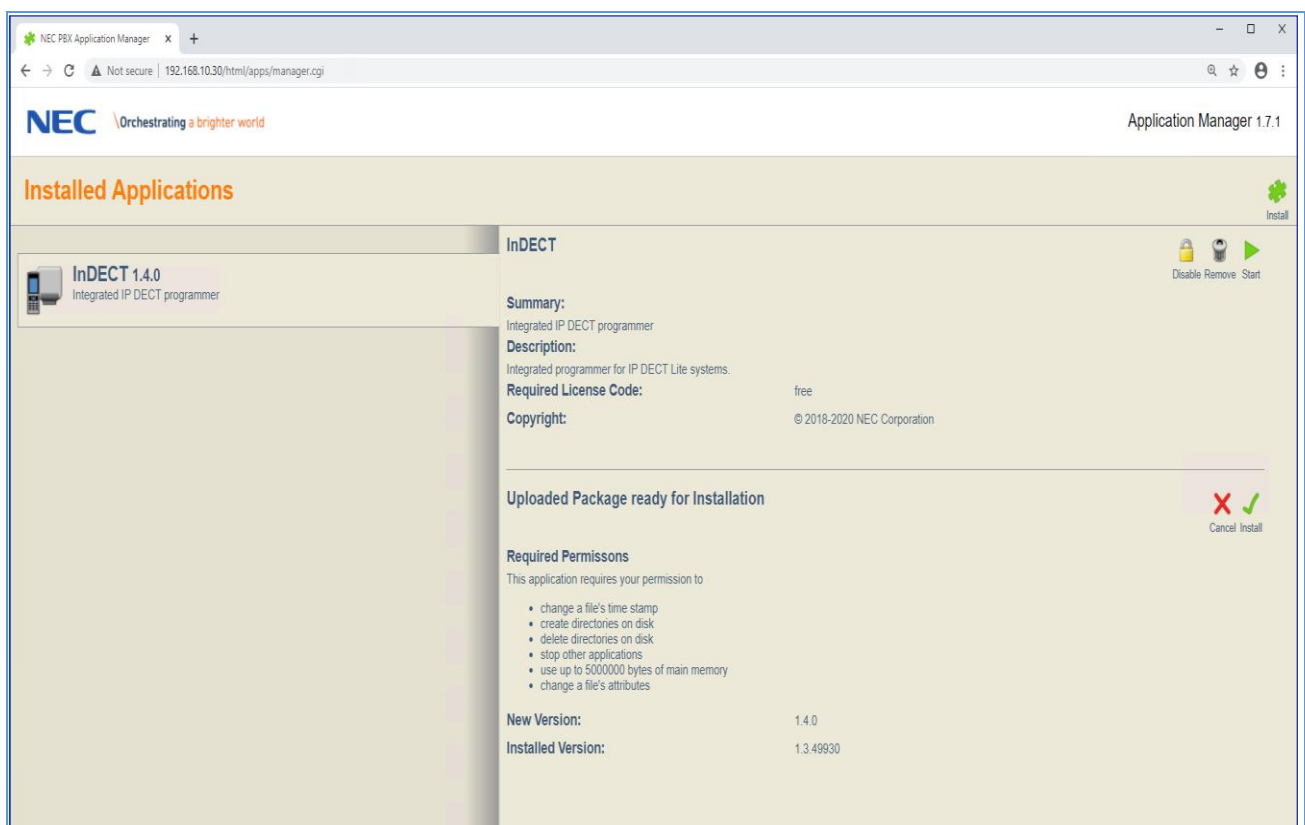 NEC PBX Application Manager X +
- X
Not secure | 192.168.10.30/html/apps/manager.cgi
NEC \Orchestrating a brighter world
Application Manager 1.7.1
Installed Applications
Install
InDECT 1.4.0
Integrated IP DECT programmer
InDECT
Disable Remove Start
Summary:
Integrated IP DECT programmer
Description:
Integrated programmer for IP DECT Lite systems.
Required License Code: free
Copyright: © 2018-2020 NEC Corporation
Uploaded Package ready for Installation
Cancel Install
Required Permissons
This application requires your permission to
• change a file's time stamp
• create directories on disk
• delete directories on disk
• stop other applications
• use up to 5000000 bytes of main memory
• change a file's attributes
New Version: 1.4.0
Installed Version: 1.3.49930